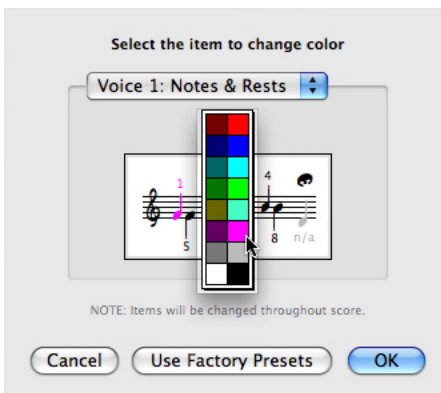 Select the item to change color
Voice 1: Notes & Rests
1
4
5
8
n/a
NOTE: Items will be changed throughout score.
Cancel
Use Factory Presets
OK